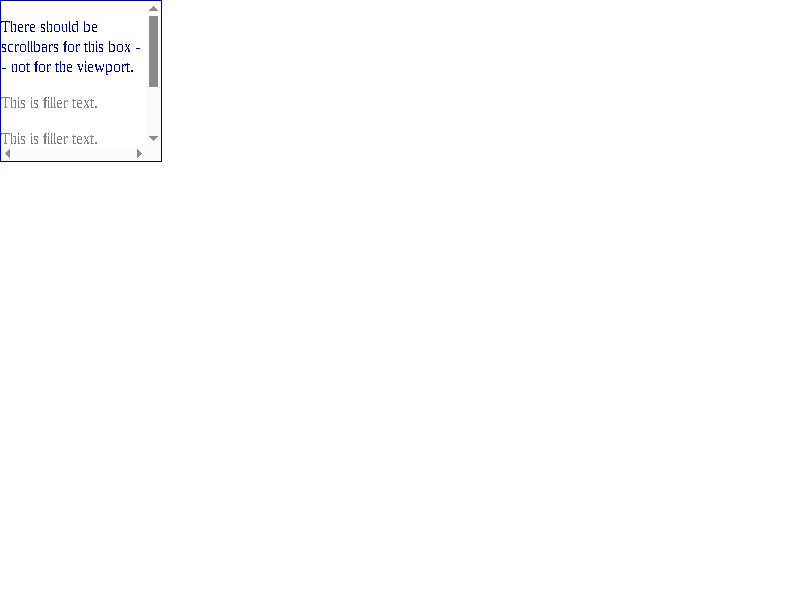 There should be
scrollbars for this box -
- not for the viewport.
This is filler text.
This is filler text.